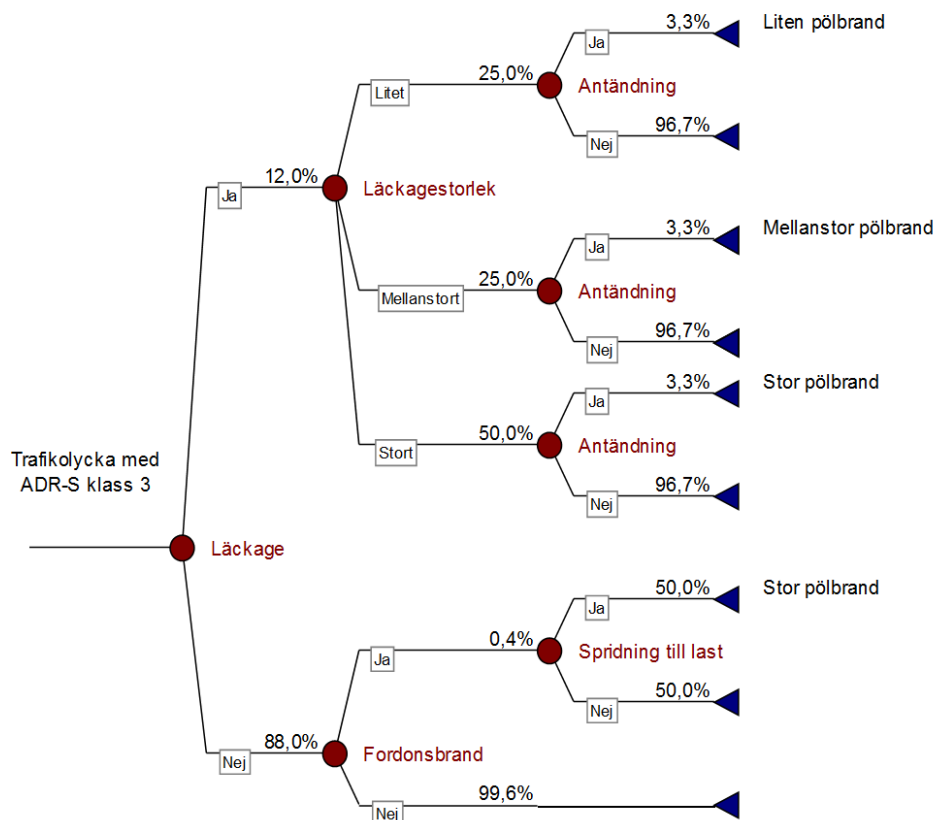 3,3%
Liten pölbrand
Ja
25,0%
Antändning
Litet
96,7%
Nej
12,0%
Läckagestorlek
Ja
3,3%
Mellanstor pölbrand
Ja
25,0%
Antändning
Mellanstort
96,7%
Nej
3,3%
Stor pölbrand
Ja
50,0%
Antändning
Stort
Trafikolycka med
ADR-S klass 3
96,7%
Nej
Läckage
50,0%
Stor pölbrand
Ja
0,4%
Spridning till last
Ja
50,0%
Nej
88,0%
Fordonsbrand
Nej
99,6%
Nej